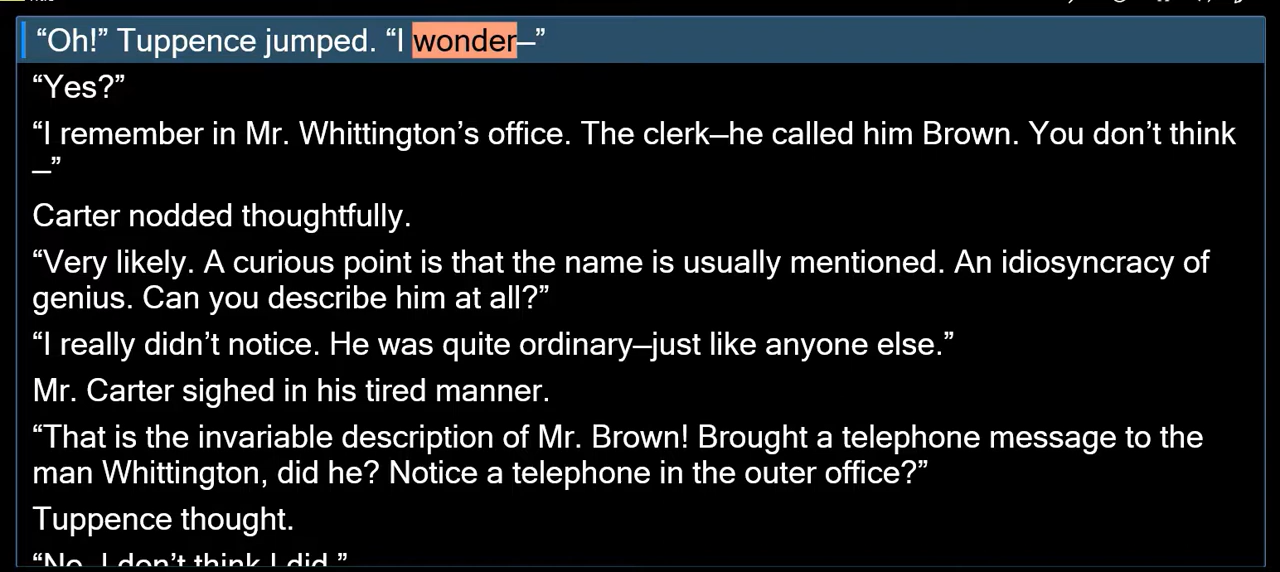 “Oh!” Tuppence jumped. “I wonder—”
“Yes?”
“I remember in Mr. Whittington’s office. The clerk—he called him Brown. You don’t think
—”
Carter nodded thoughtfully.
“Very likely. A curious point is that the name is usually mentioned. An idiosyncracy of
genius. Can you describe him at all?”
“I really didn’t notice. He was quite ordinary—just like anyone else.”
Mr. Carter sighed in his tired manner.
“That is the invariable description of Mr. Brown! Brought a telephone message to the
man Whittington, did he? Notice a telephone in the outer office?”
Tuppence thought.
“No, I don’t think I did.”